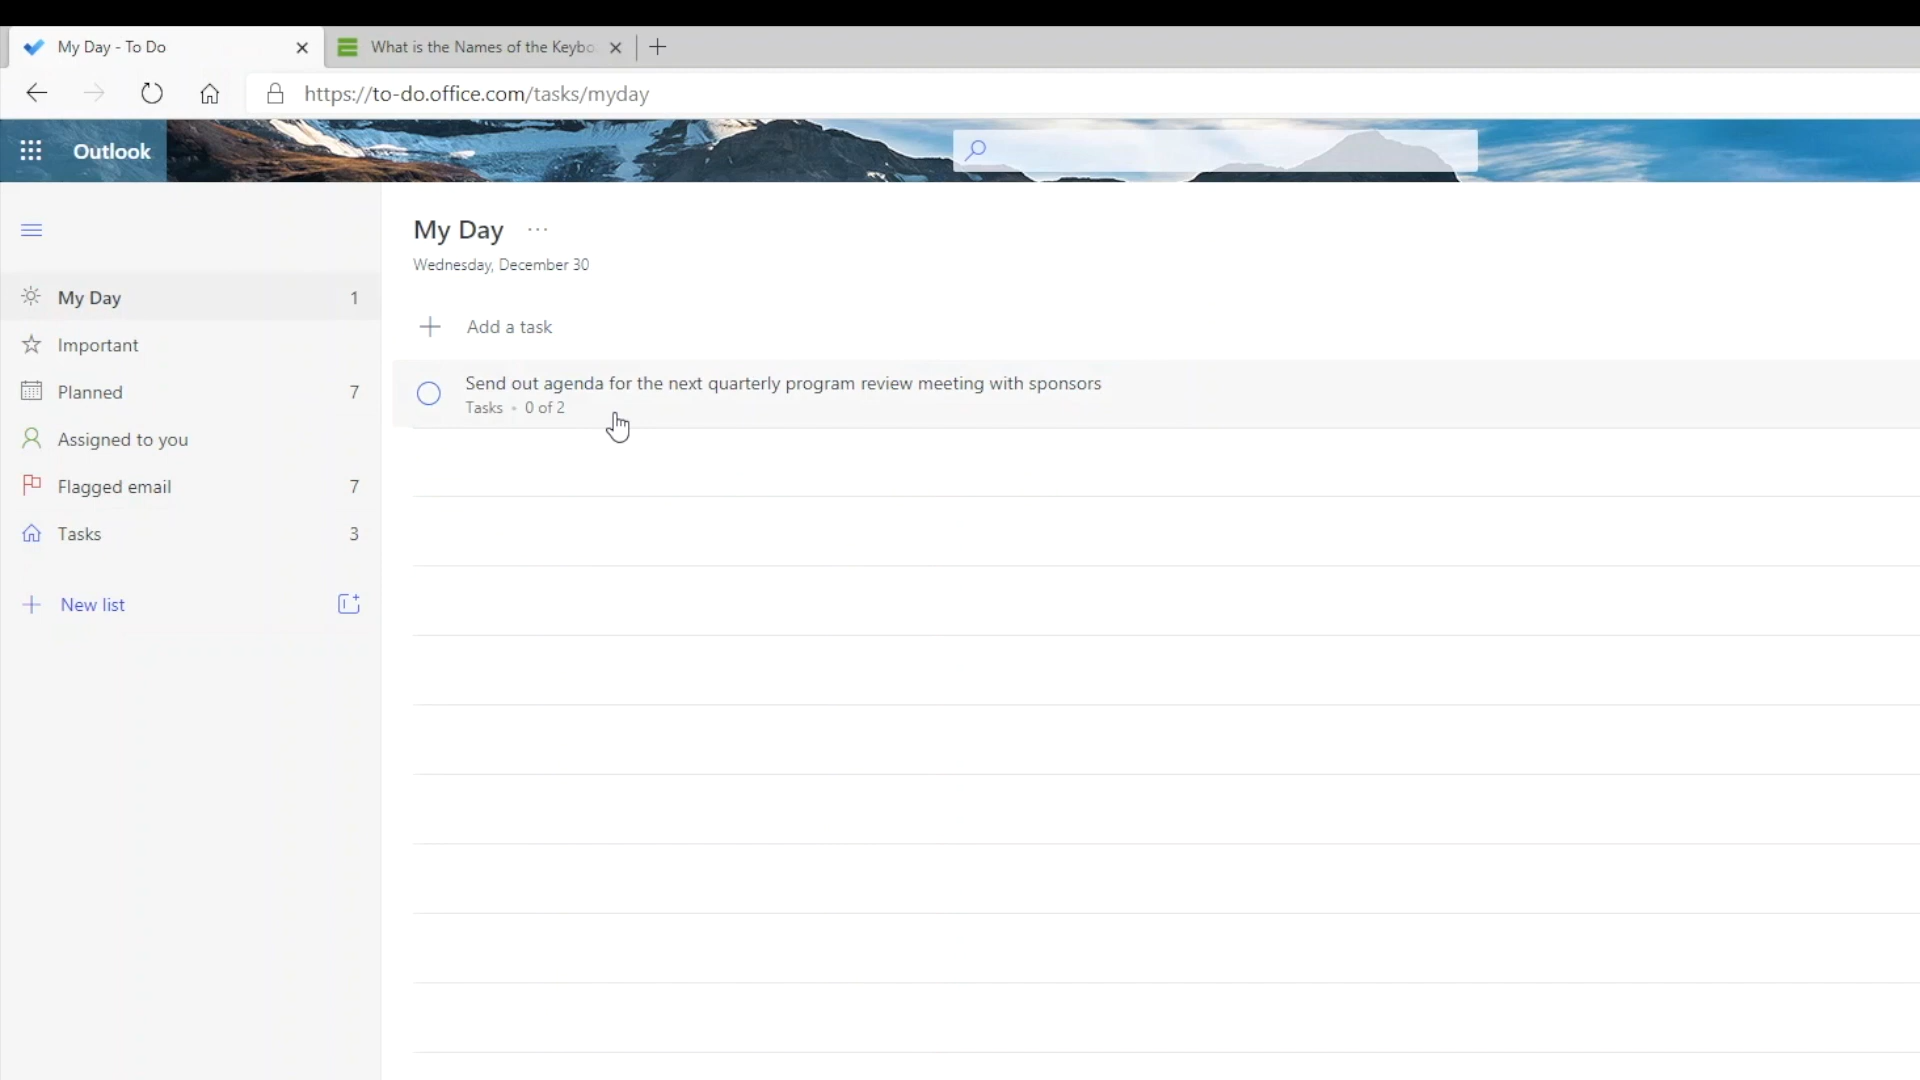 My Day - To Do
What is the Names of the Keybo
https://to-do.office.com/tasks/myday
Outlook
My Day
Wednesday, December 30
My Day 1
Important
Planned 7
Assigned to you
Flagged email 7
Tasks 3
New list
Add a task
Send out agenda for the next quarterly program review meeting with sponsors
Tasks • 0 of 2